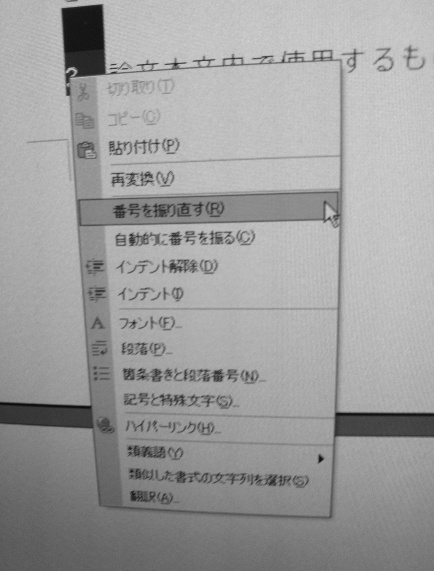 論文本文中で使用するも
切り取り(T)
コピー(C)
貼り付け(P)
再変換(V)
番号を振り直す(R)
自動的に番号を振る(C)
インデント解除(D)
インデント(I)
フォント(F)...
段落(P)...
箇条書きと段落番号(N)...
記号と特殊文字(S)...
ハイパーリンク(H)...
類義語(Y)
類似した書式の文字列を選択(S)
翻訳(A)...